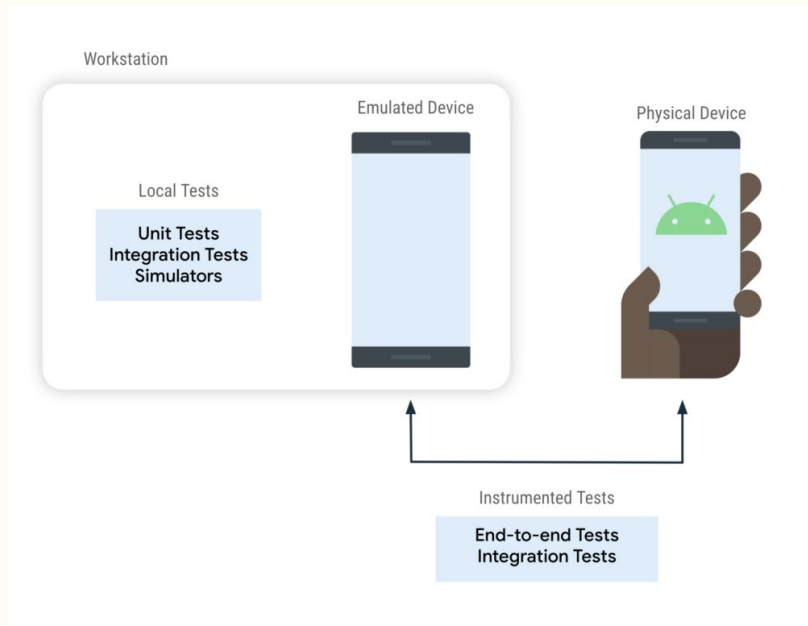 Workstation
Emulated Device
Physical Device
Local Tests
Unit Tests
Integration Tests
Simulators
Instrumented Tests
End-to-end Tests
Integration Tests